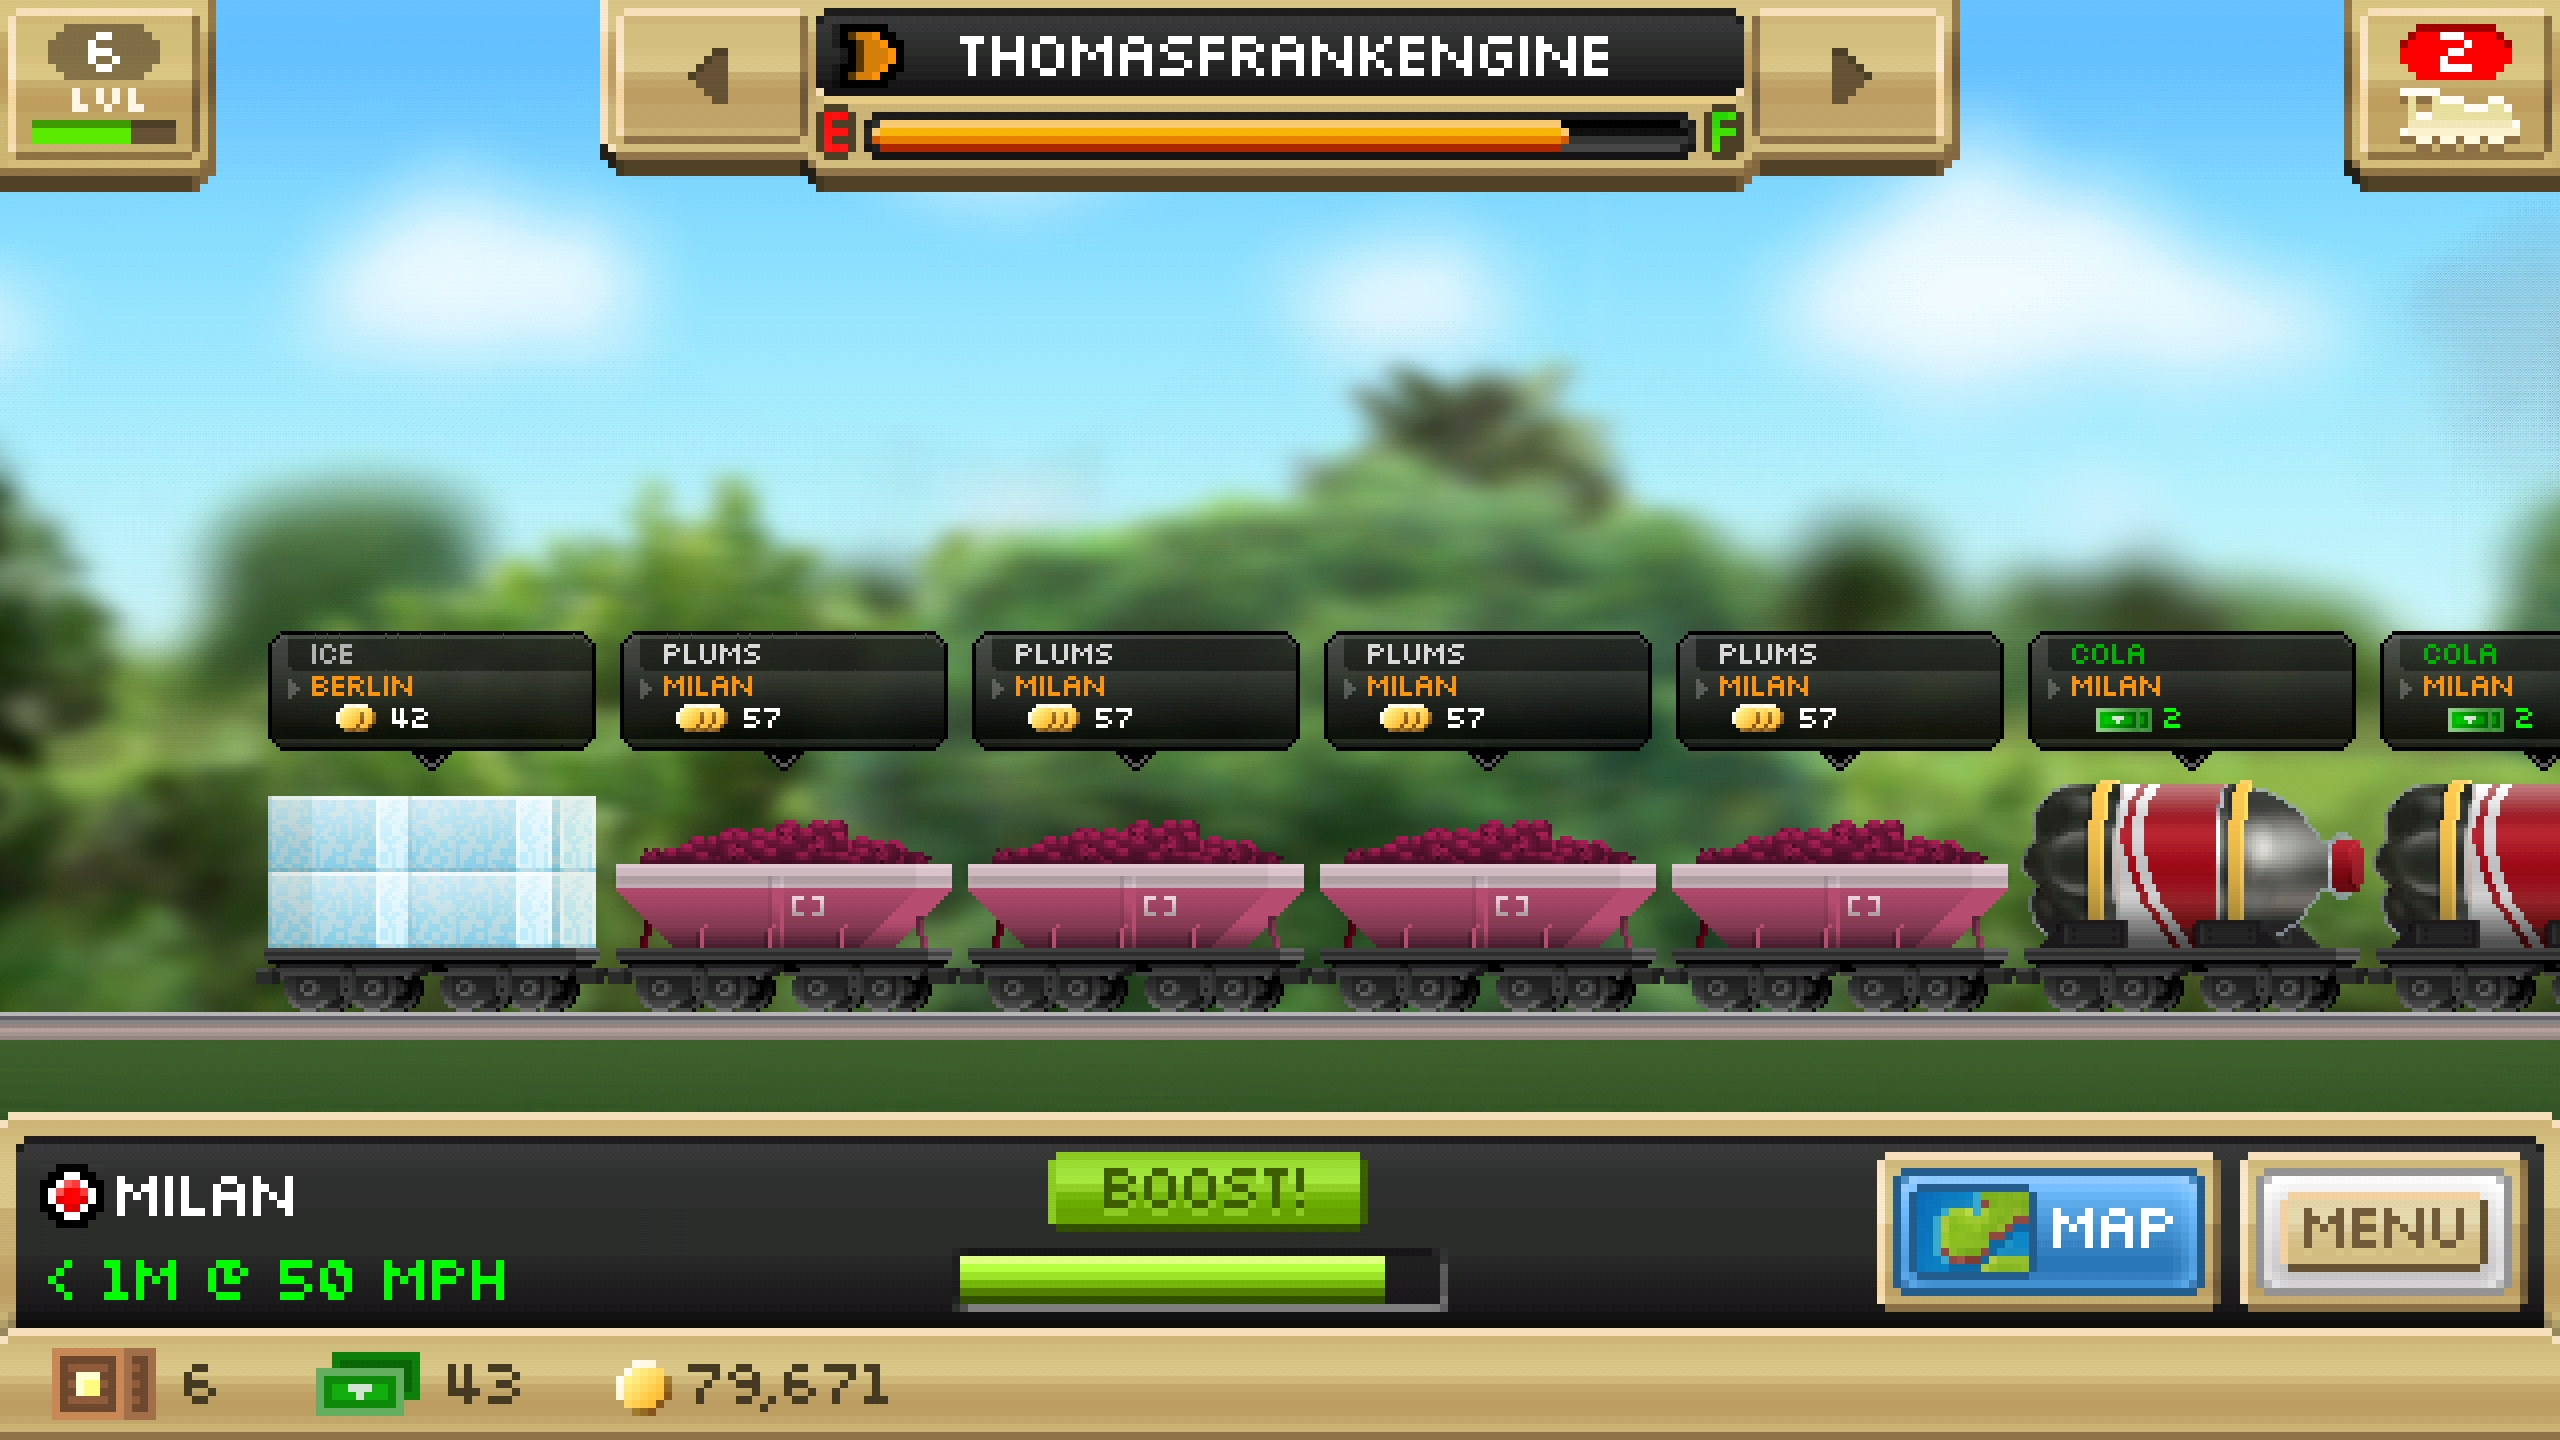 6
LVL
THOMASFRANKENGINE
E
F
2
ICE
BERLIN
42
PLUMS
MILAN
57
PLUMS
MILAN
57
PLUMS
MILAN
57
PLUMS
MILAN
57
COLA
MILAN
2
COLA
MILAN
2
MILAN
< 1M @ 50 MPH
BOOST!
MAP
MENU
6
43
79,671